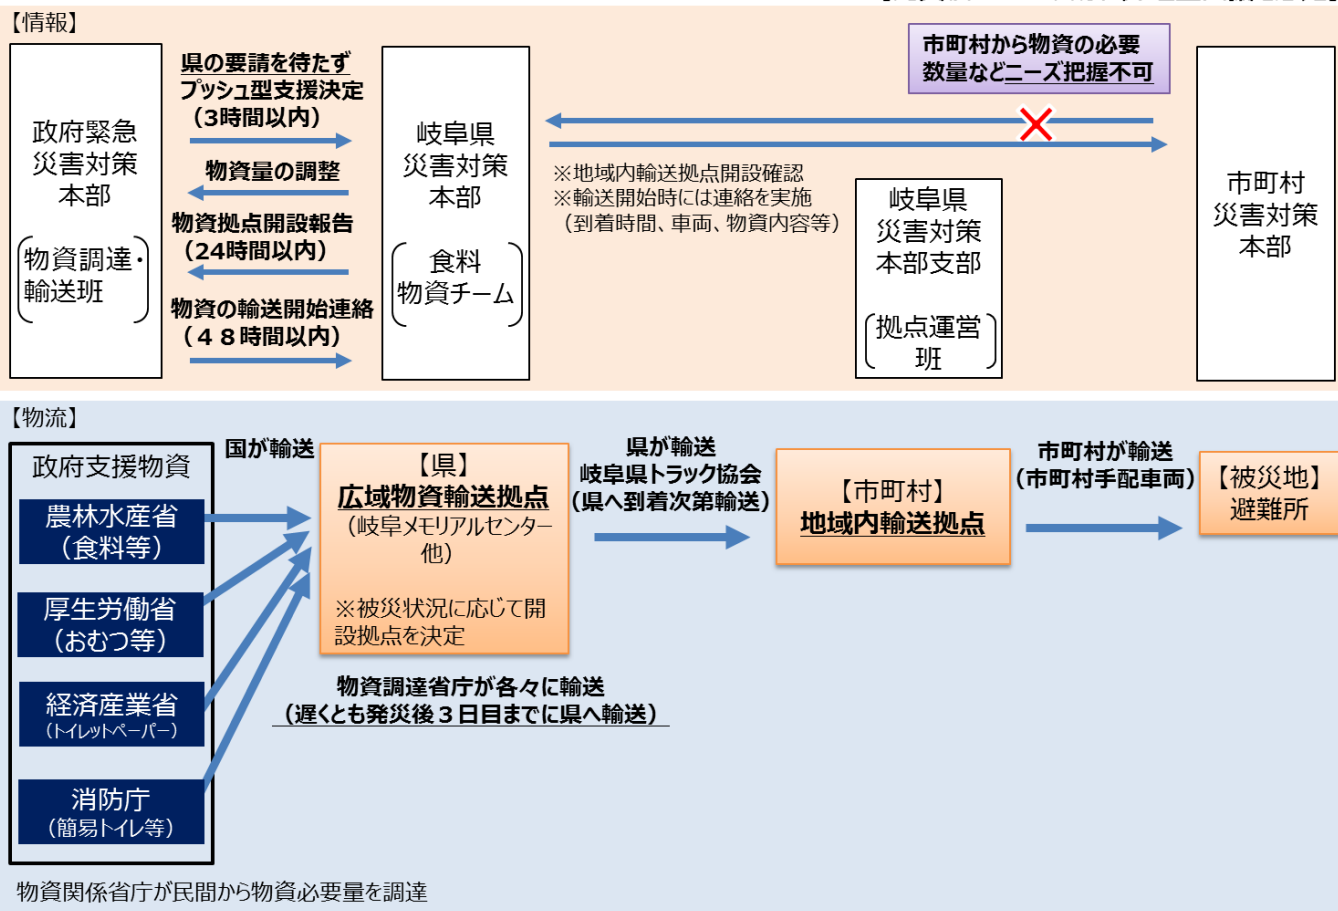 【情報】
政府緊急
災害対策
本部
物資調達・
輸送班
県の要請を待たず
プッシュ型支援決定
(3時間以内)
物資量の調整
物資拠点開設報告
(24時間以内)
物資の輸送開始連絡
(48時間以内)
岐阜県
災害対策
本部
食料
物資チーム
市町村から物資の必要
数量などニーズ把握不可
※地域内輸送拠点開設確認
※輸送開始時には連絡を実施
(到着時間、車両、物資内容等)
岐阜県
災害対策
本部支部
拠点運営
班
市町村
災害対策
本部
【物流】
政府支援物資
農林水産省
(食料等)
厚生労働省
(おむつ等)
経済産業省
(トイレットペーパー)
消防庁
(簡易トイレ等)
国が輸送
【県】
広域物資輸送拠点
(岐阜メモリアルセンター
他)
※被災状況に応じて開
設拠点を決定
県が輸送
岐阜県トラック協会
(県へ到着次第輸送)
【市町村】
地域内輸送拠点
市町村が輸送
(市町村手配車両)
【被災地】
避難所
物資調達省庁が各々に輸送
(遅くとも発災後3日目までに県へ輸送)
物資関係省庁が民間から物資必要量を調達